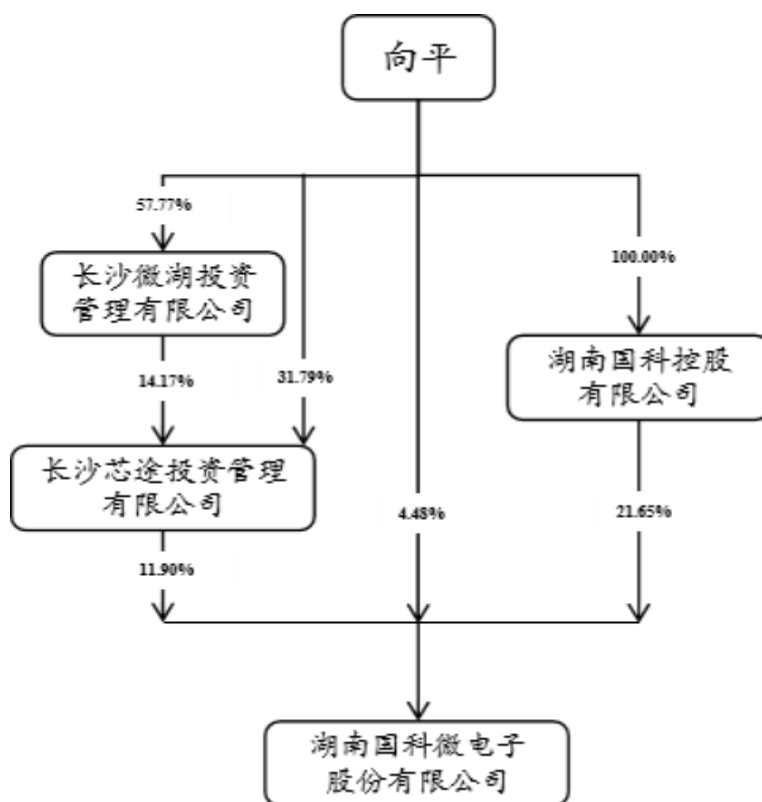 向平
57.77%
100.00%
长沙微湖投资
管理有限公司
湖南国科控股
有限公司
14.17%
31.79%
长沙芯途投资管理
有限公司
4.48%
21.65%
11.90%
湖南国科微电子
股份有限公司